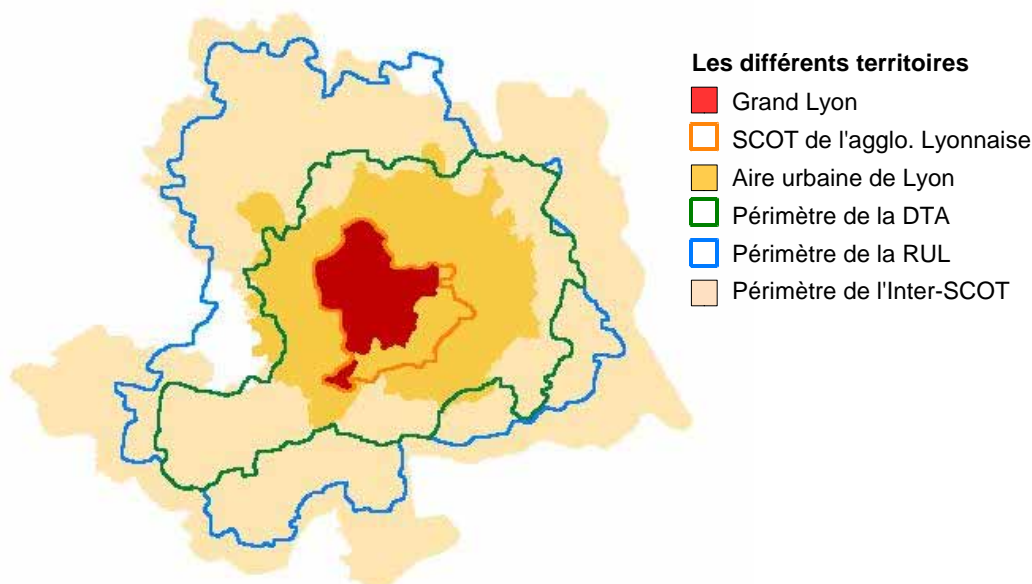 Les différents territoires
Grand Lyon
SCOT de l'agglo. Lyonnaise
Aire urbaine de Lyon
Périmètre de la DTA
Périmètre de la RUL
Périmètre de l'Inter-SCOT